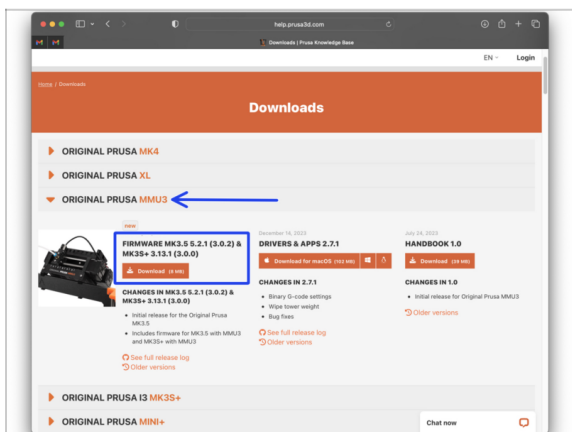 help.prusa3d.com
Downloads | Prusa Knowledge Base
EN
Login
Home / Downloads
Downloads
ORIGINAL PRUSA MK4
ORIGINAL PRUSA XL
ORIGINAL PRUSA MMU3
new
FIRMWARE MK3.5 5.2.1 (3.0.2) &
MK3S+ 3.13.1 (3.0.0)
Download (8 MB)
CHANGES IN MK3.5 5.2.1 (3.0.2) &
MK3S+ 3.13.1 (3.0.0)
Initial release for the Original Prusa
MK3.5
Includes firmware for MK3.5 with MMU3
and MK3S+ with MMU3
See full release log
Older versions
December 14, 2023
DRIVERS & APPS 2.7.1
Download for macOS (163 MB)
CHANGES IN 2.7.1
Binary G-code settings
Wipe tower weight
Bug fixes
See full release log
Older versions
July 24, 2023
HANDBOOK 1.0
Download (39 MB)
CHANGES IN 1.0
Initial release for Original Prusa MMU3
Older versions
ORIGINAL PRUSA I3 MK3S+
ORIGINAL PRUSA MINI+
Chat now